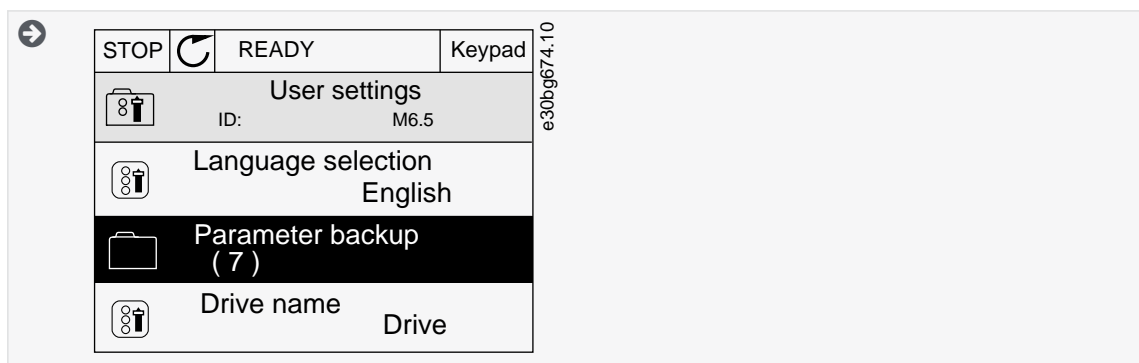 STOP READY Keypad
User settings
ID: M6.5
Language selection
English
Parameter backup
( 7 )
Drive name
Drive
e30bg674.10